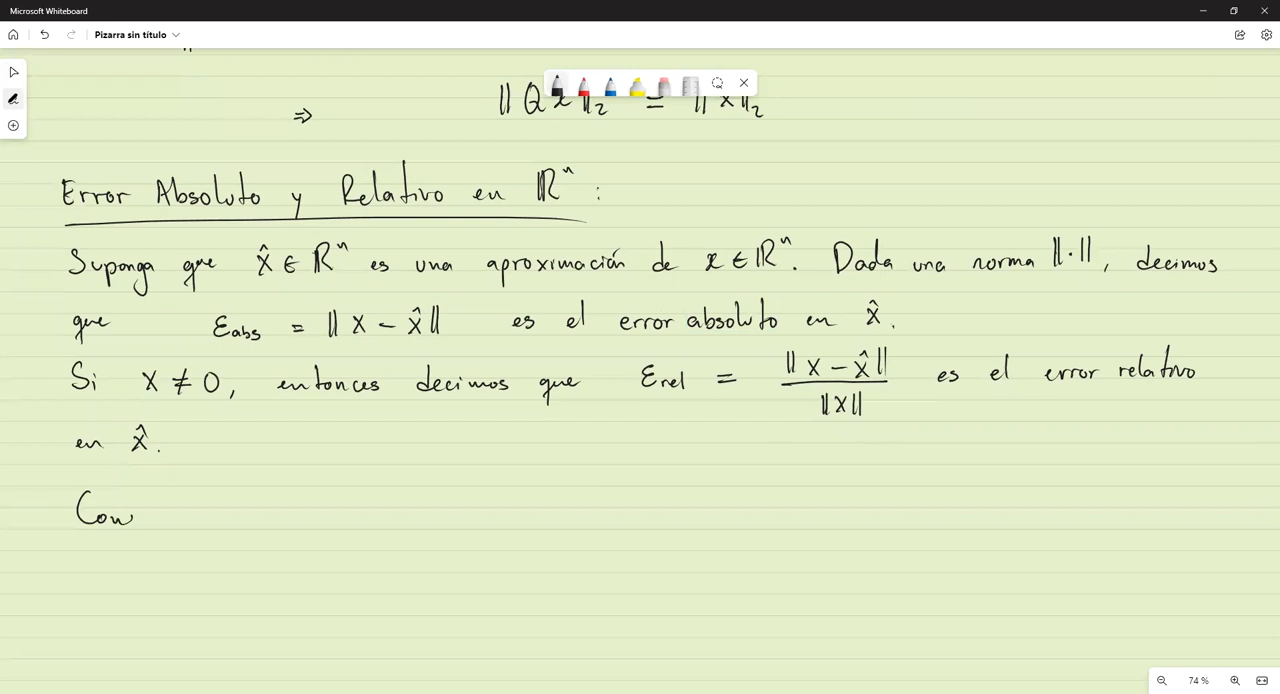 Microsoft Whiteboard
Pizarra sin título
⇒ ‖Qx‖₂ = ‖x‖₂
Error Absoluto y Relativo en ℝⁿ :
Suponga que x̂ ∈ ℝⁿ es una aproximación de x ∈ ℝⁿ. Dada una norma ‖·‖, decimos
que Ɛabs = ‖x − x̂‖ es el error absoluto en x̂.
Si x ≠ 0, entonces decimos que Ɛrel = ‖x − x̂‖ / ‖x‖ es el error relativo
en x̂.
Con
74 %